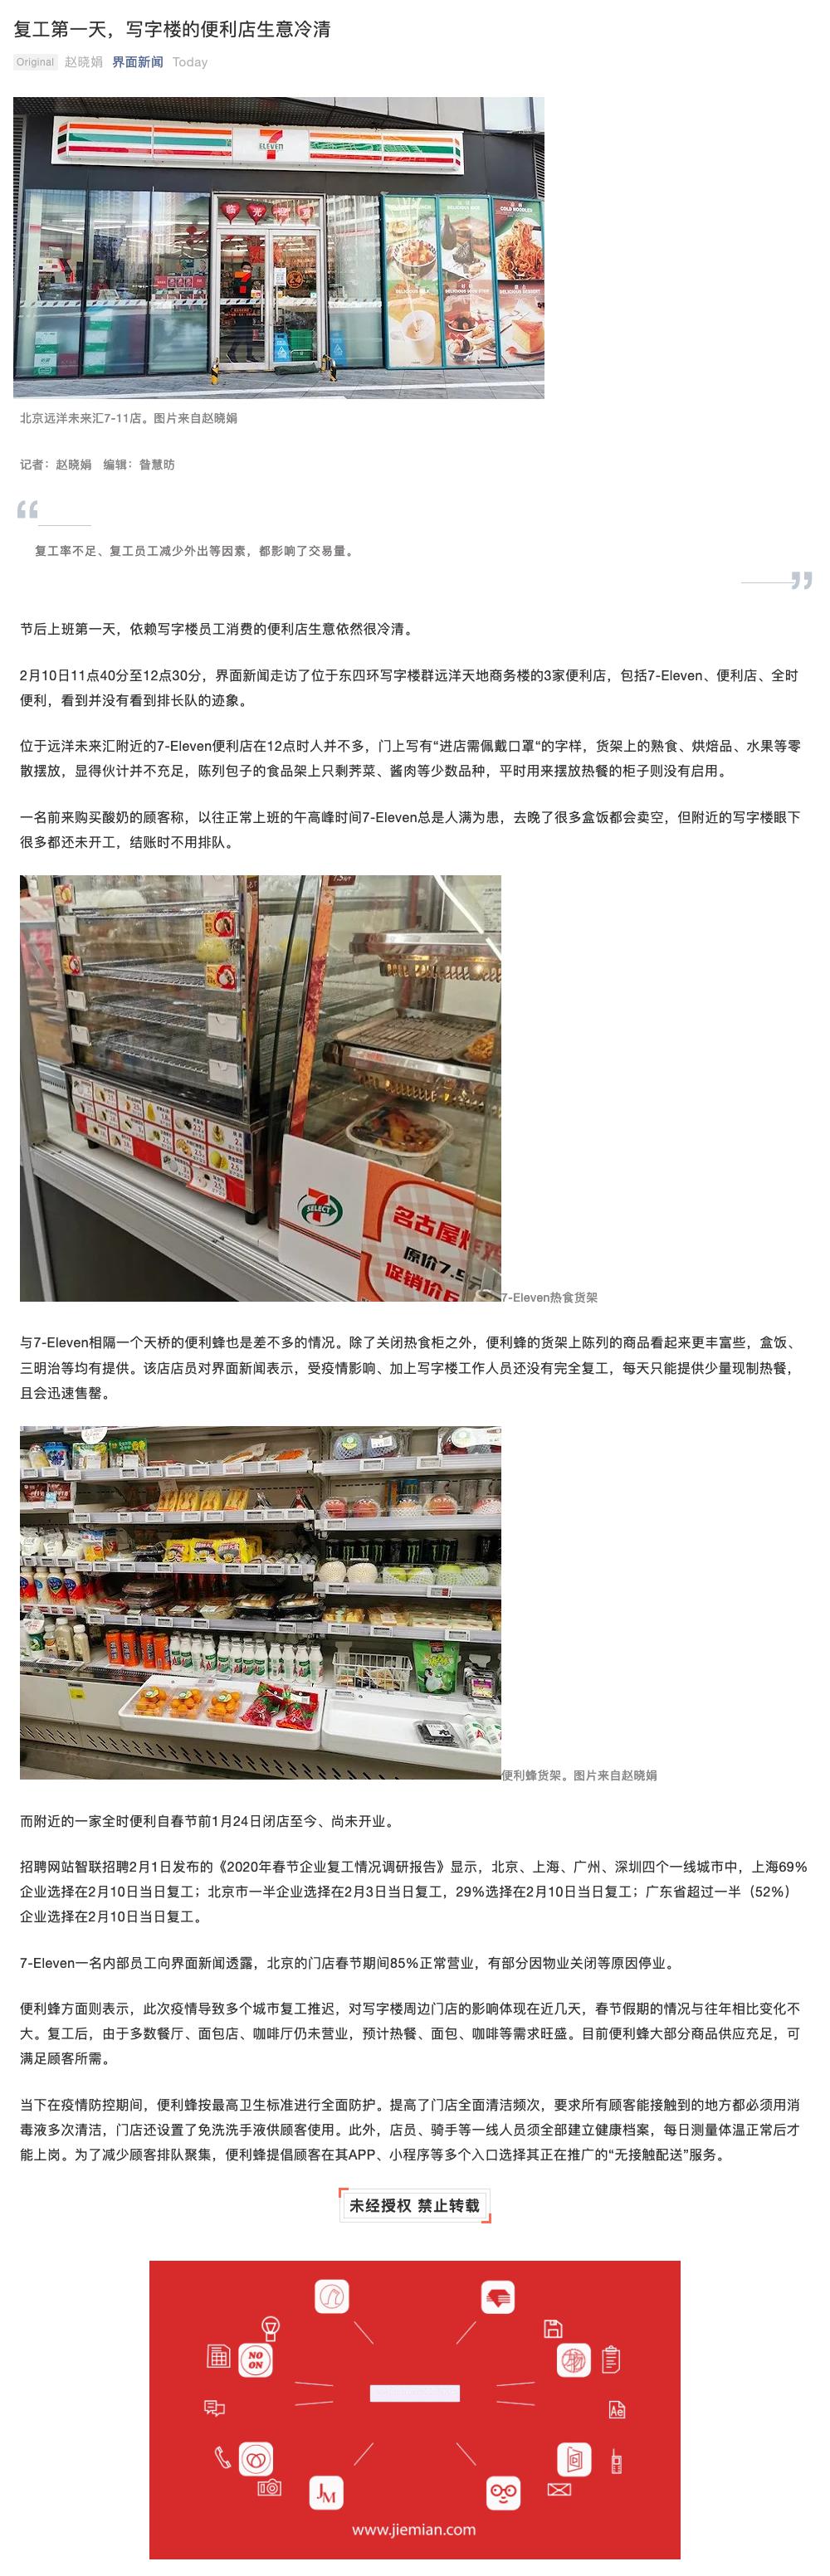 复工第一天，写字楼的便利店生意冷清
Original 赵晓娟 界面新闻 Today
ELEVEN
COLD NOODLES
北京远洋未来汇7-11店。图片来自赵晓娟
记者：赵晓娟 编辑：昝慧昉
“
复工率不足、复工员工减少外出等因素，都影响了交易量。
”
节后上班第一天，依赖写字楼员工消费的便利店生意依然很冷清。
2月10日11点40分至12点30分，界面新闻走访了位于东四环写字楼群远洋天地商务楼的3家便利店，包括7-Eleven、便利店、全时
便利，看到并没有看到排长队的迹象。
位于远洋未来汇附近的7-Eleven便利店在12点时人并不多，门上写有“进店需佩戴口罩“的字样，货架上的熟食、烘焙品、水果等零
散摆放，显得伙计并不充足，陈列包子的食品架上只剩荠菜、酱肉等少数品种，平时用来摆放热餐的柜子则没有启用。
一名前来购买酸奶的顾客称，以往正常上班的午高峰时间7-Eleven总是人满为患，去晚了很多盒饭都会卖空，但附近的写字楼眼下
很多都还未开工，结账时不用排队。
7
SELECT
名古屋炸鸡
原价7.5元
促销价6
7-Eleven热食货架
与7-Eleven相隔一个天桥的便利蜂也是差不多的情况。除了关闭热食柜之外，便利蜂的货架上陈列的商品看起来更丰富些，盒饭、
三明治等均有提供。该店店员对界面新闻表示，受疫情影响、加上写字楼工作人员还没有完全复工，每天只能提供少量现制热餐，
且会迅速售罄。
便利蜂货架。图片来自赵晓娟
而附近的一家全时便利自春节前1月24日闭店至今、尚未开业。
招聘网站智联招聘2月1日发布的《2020年春节企业复工情况调研报告》显示，北京、上海、广州、深圳四个一线城市中，上海69%
企业选择在2月10日当日复工；北京市一半企业选择在2月3日当日复工，29%选择在2月10日当日复工；广东省超过一半（52%）
企业选择在2月10日当日复工。
7-Eleven一名内部员工向界面新闻透露，北京的门店春节期间85%正常营业，有部分因物业关闭等原因停业。
便利蜂方面则表示，此次疫情导致多个城市复工推迟，对写字楼周边门店的影响体现在近几天，春节假期的情况与往年相比变化不
大。复工后，由于多数餐厅、面包店、咖啡厅仍未营业，预计热餐、面包、咖啡等需求旺盛。目前便利蜂大部分商品供应充足，可
满足顾客所需。
当下在疫情防控期间，便利蜂按最高卫生标准进行全面防护。提高了门店全面清洁频次，要求所有顾客能接触到的地方都必须用消
毒液多次清洁，门店还设置了免洗洗手液供顾客使用。此外，店员、骑手等一线人员须全部建立健康档案，每日测量体温正常后才
能上岗。为了减少顾客排队聚集，便利蜂提倡顾客在其APP、小程序等多个入口选择其正在推广的“无接触配送”服务。
未经授权 禁止转载
NO
ON
Ae
JM
www.jiemian.com